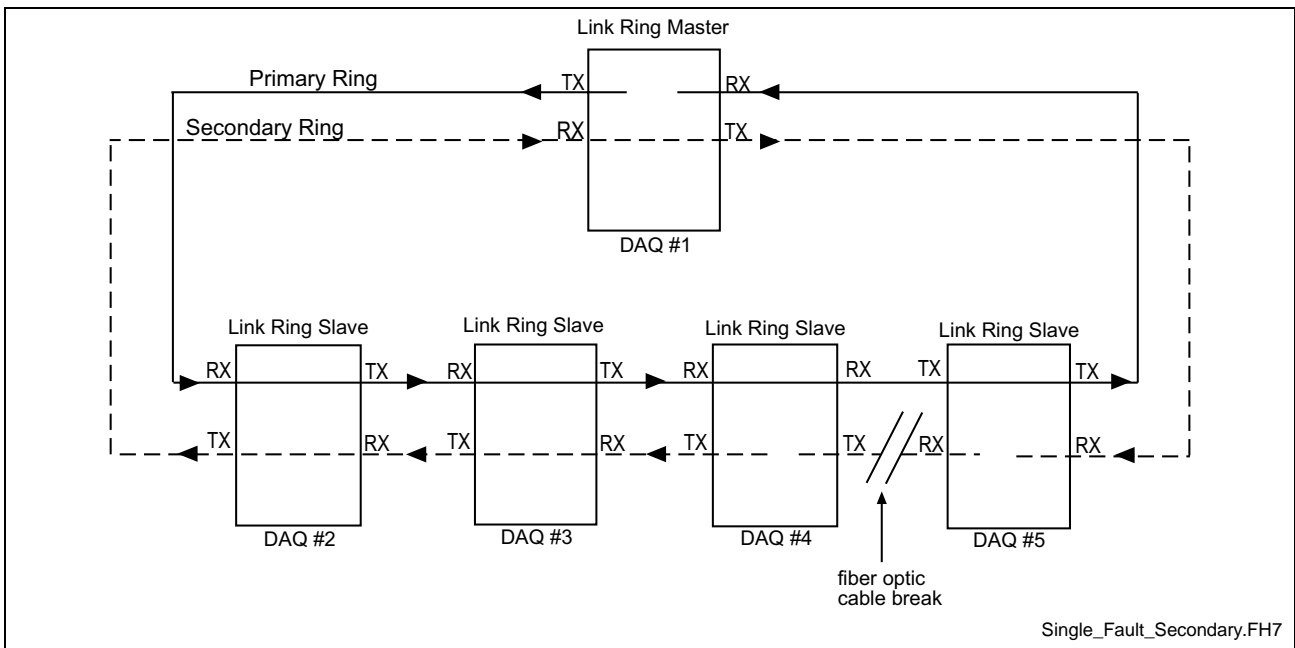 Link Ring Master
Primary Ring
TX
RX
Secondary Ring
RX
TX
DAQ #1
Link Ring Slave
Link Ring Slave
Link Ring Slave
Link Ring Slave
RX
TX
RX
TX
RX
RX
TX
TX
TX
RX
TX
RX
TX
TX
RX
RX
DAQ #2
DAQ #3
DAQ #4
DAQ #5
fiber optic
cable break
Single_Fault_Secondary.FH7